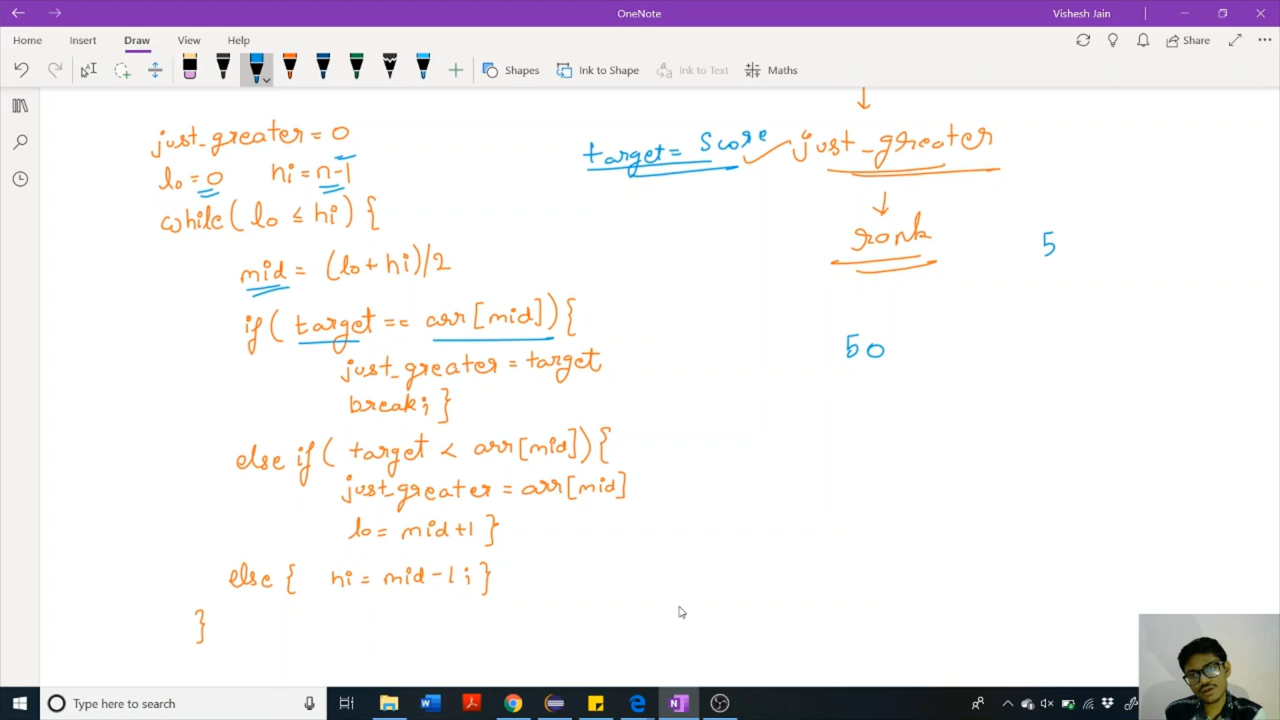 OneNote
Vishesh Jain
Home Insert Draw View Help
Share
Shapes
Ink to Shape
Ink to Text
Maths
just_greater = 0
lo = 0 hi = n-1
while( lo ≤ hi) {
mid = (lo + hi)/2
if ( target == arr[mid]){
just_greater = target
break; }
else if ( target < arr[mid]){
just_greater = arr[mid]
lo = mid+1 }
else { hi = mid-1; }
}
target = Score
just_greater
rank
5
50
Type here to search